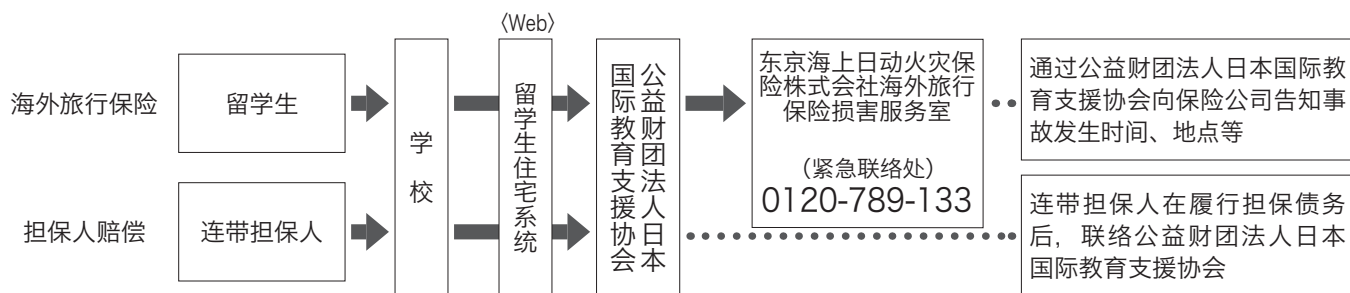 〈Web〉
海外旅行保险
留学生
学校
留学生住宅系统
公益财团法人日本
国际教育支援协会
东京海上日动火灾保
险株式会社海外旅行
保险损害服务室
（紧急联络处）
0120-789-133
通过公益财团法人日本国际教
育支援协会向保险公司告知事
故发生时间、地点等
担保人赔偿
连带担保人
连带担保人在履行担保债务
后，联络公益财团法人日本
国际教育支援协会